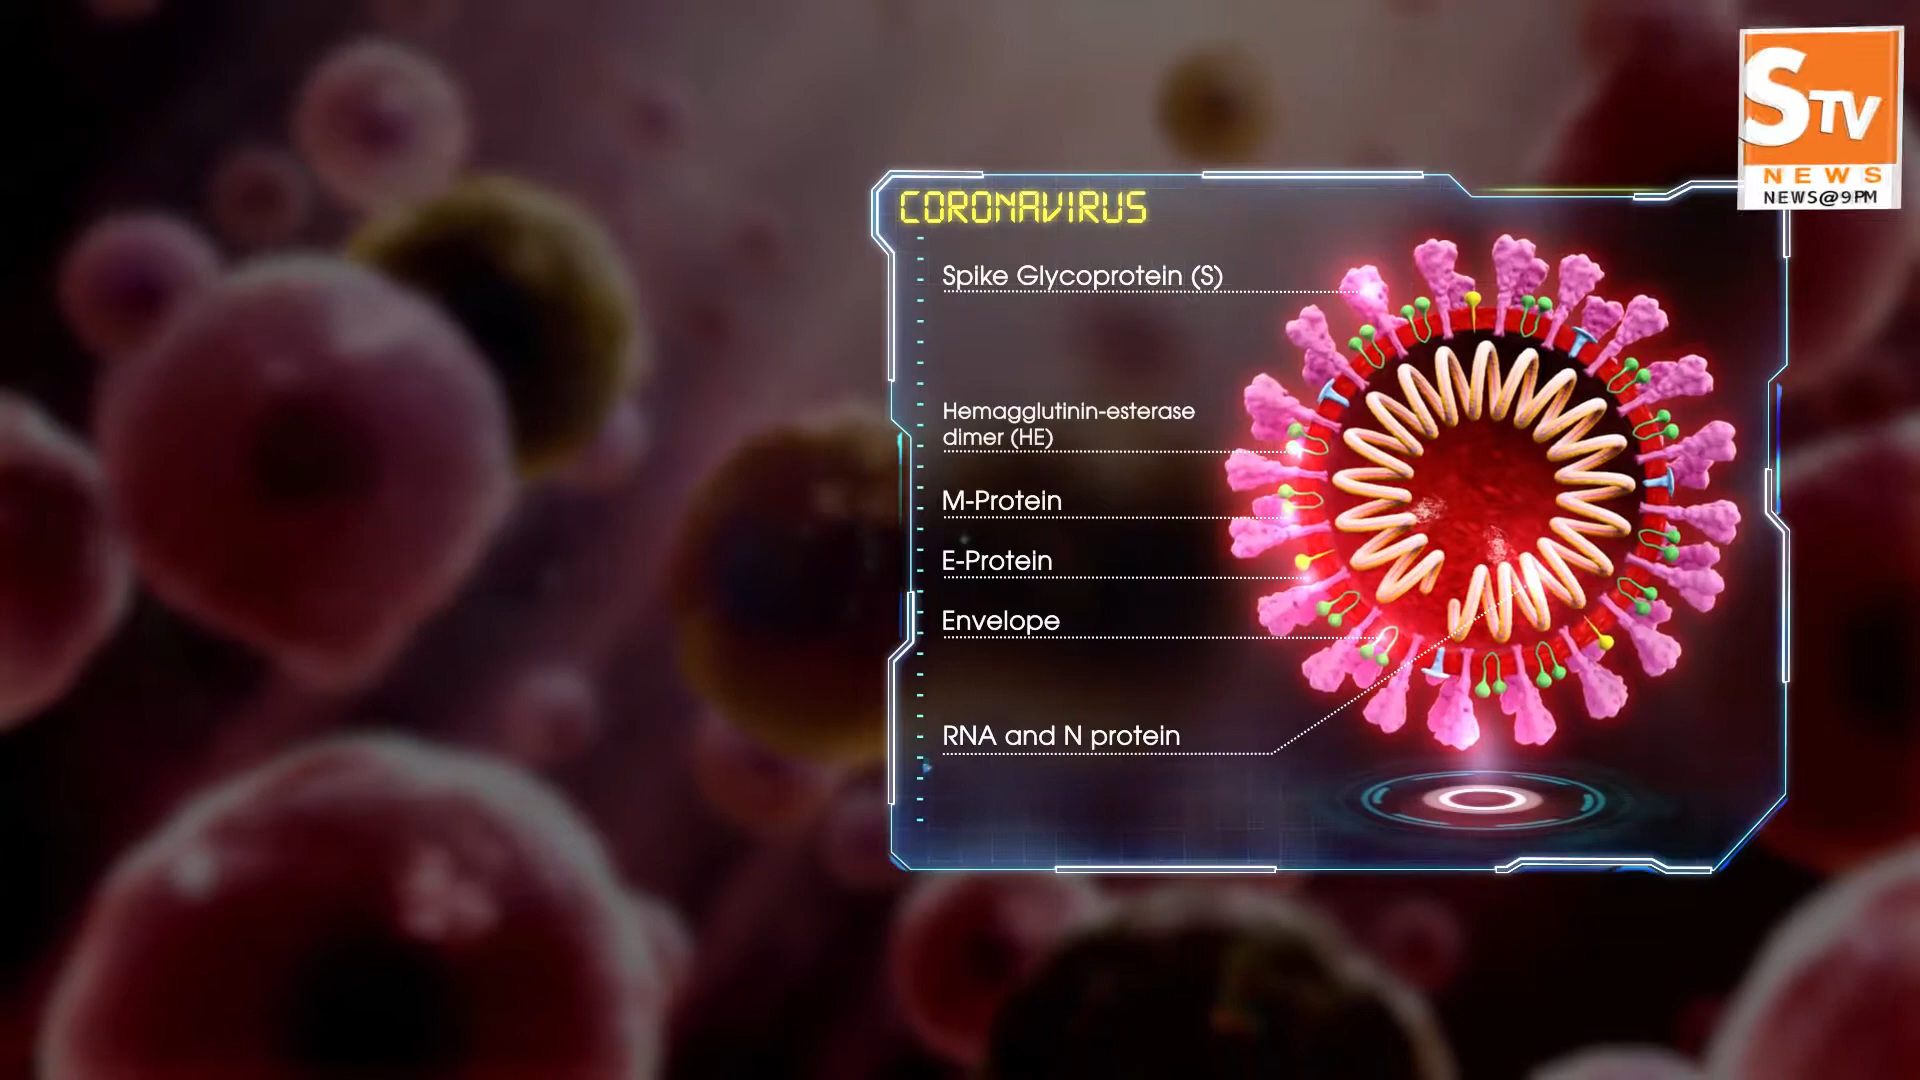 STV
NEWS
NEWS@9PM
CORONAVIRUS
Spike Glycoprotein (S)
Hemagglutinin-esterase
dimer (HE)
M-Protein
E-Protein
Envelope
RNA and N protein